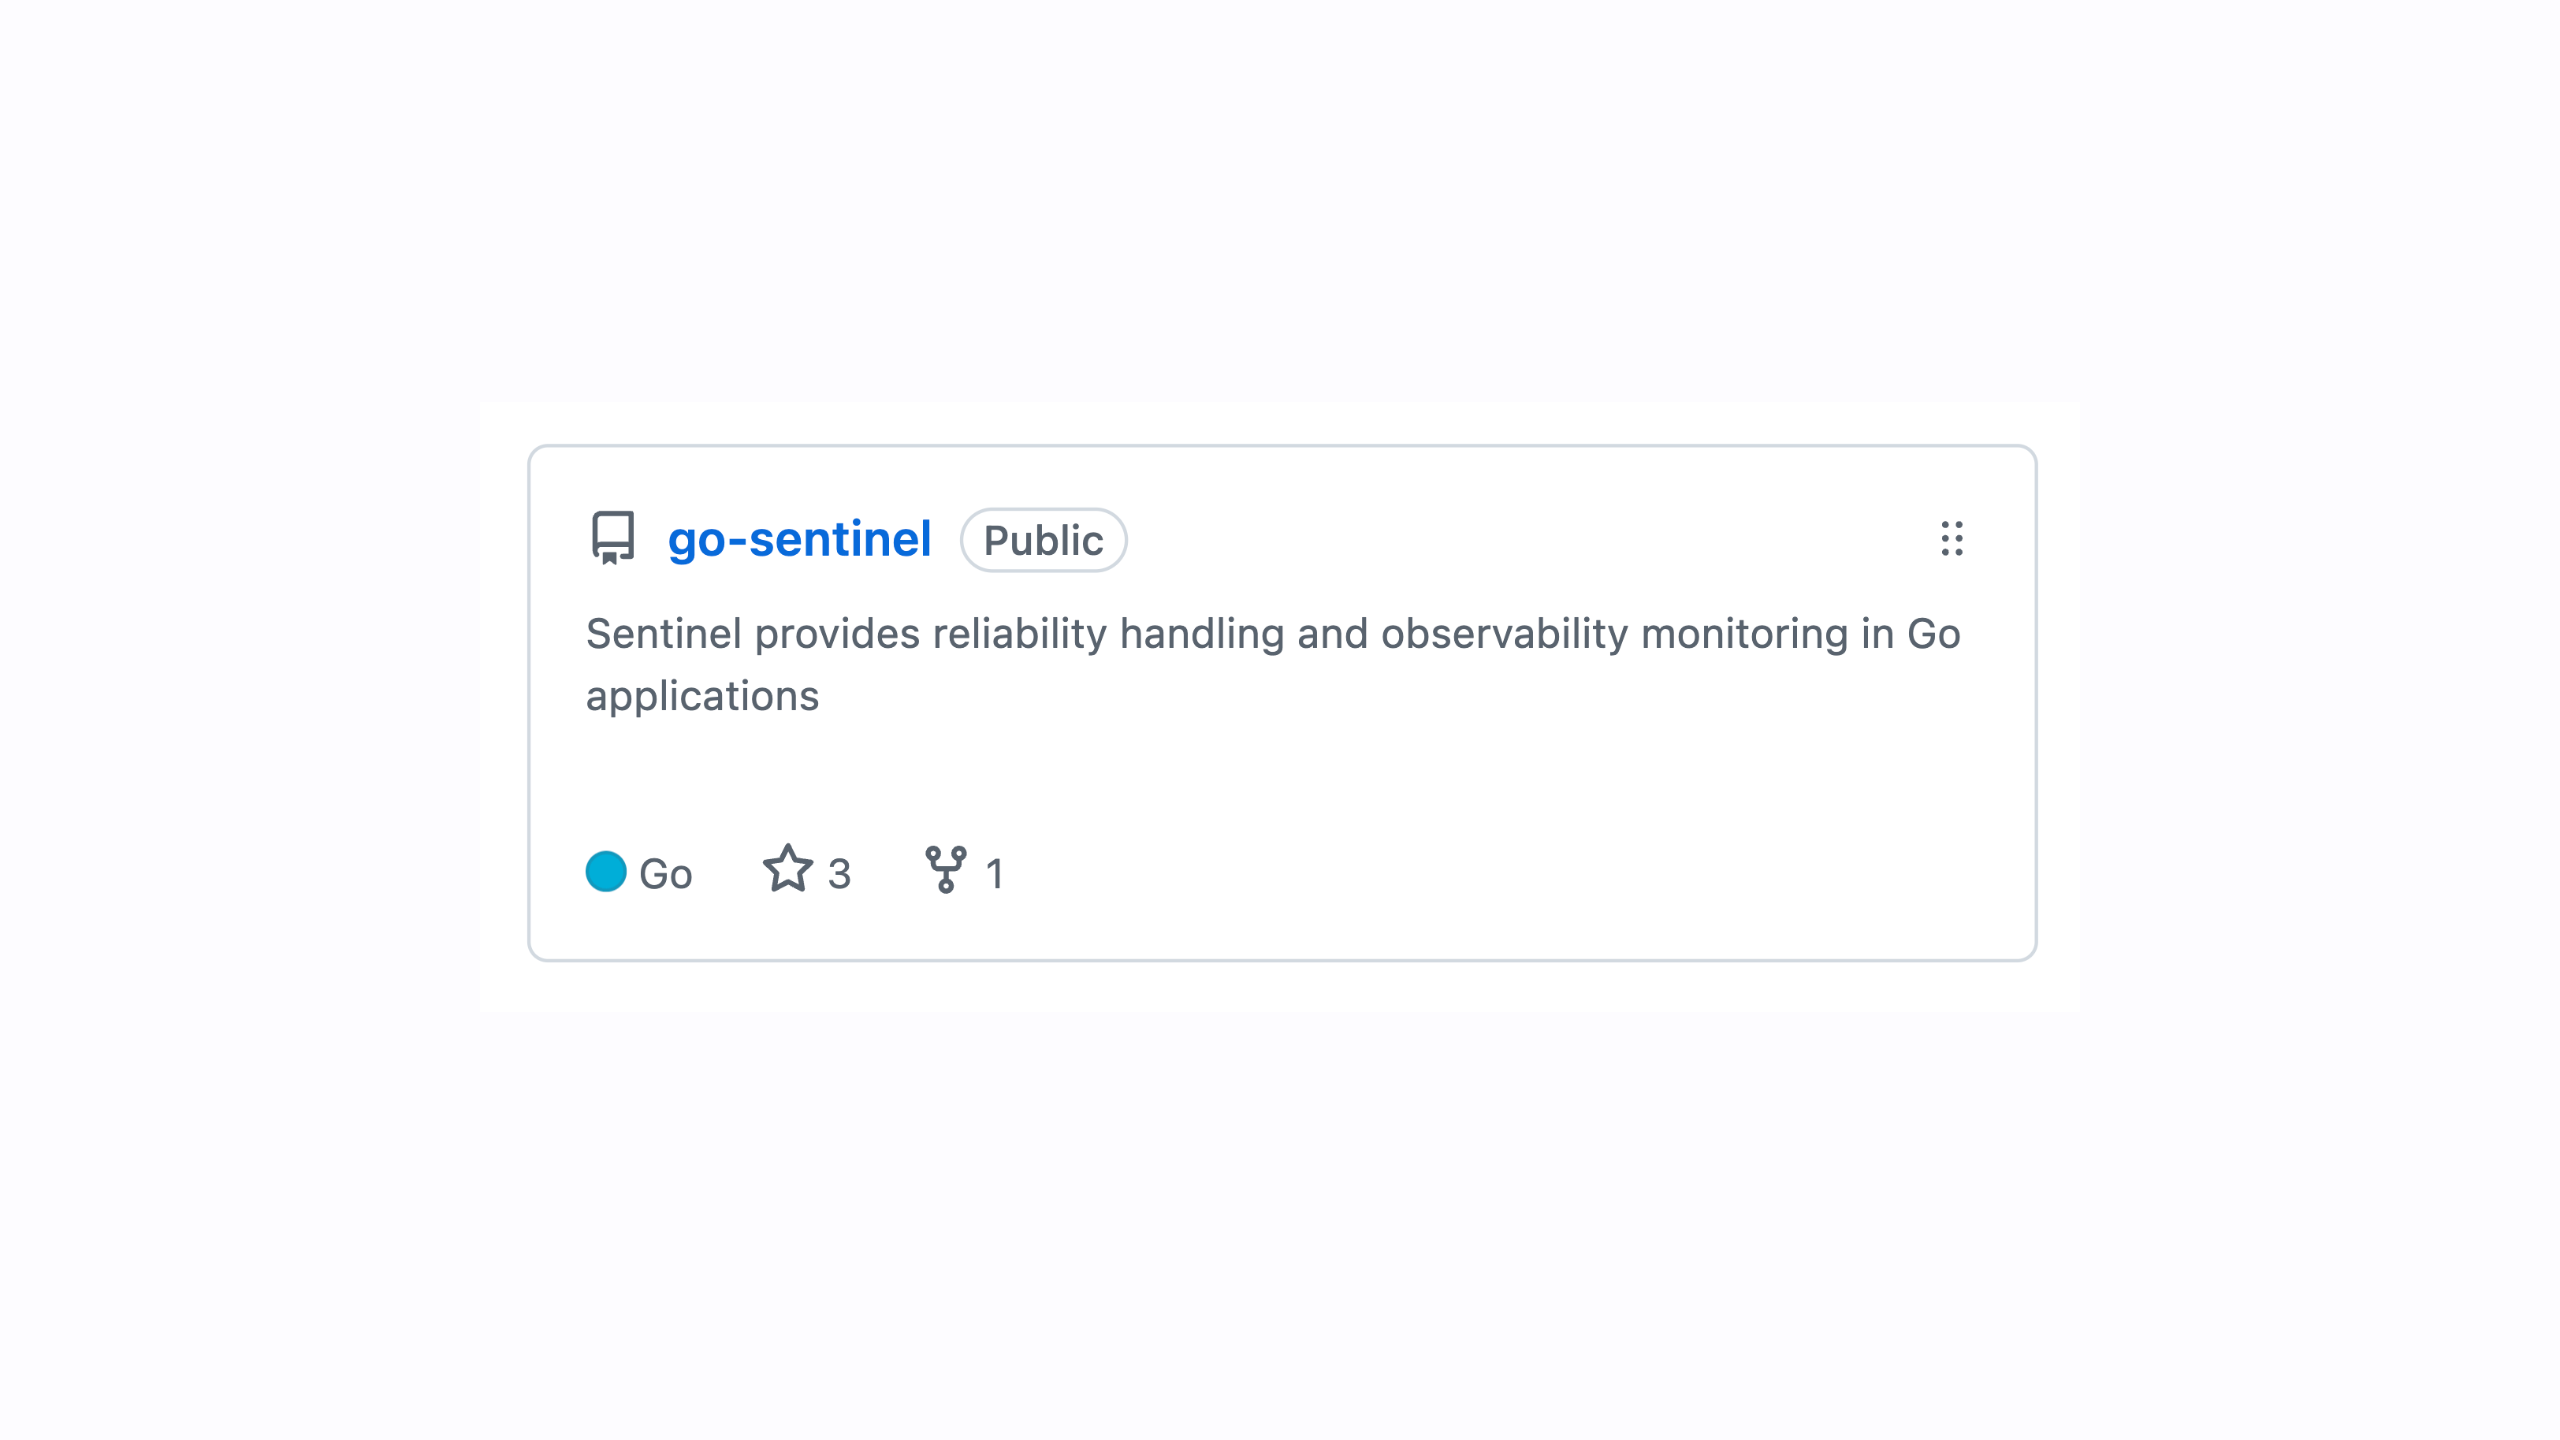 go-sentinel Public
Sentinel provides reliability handling and observability monitoring in Go
applications
Go 3 1